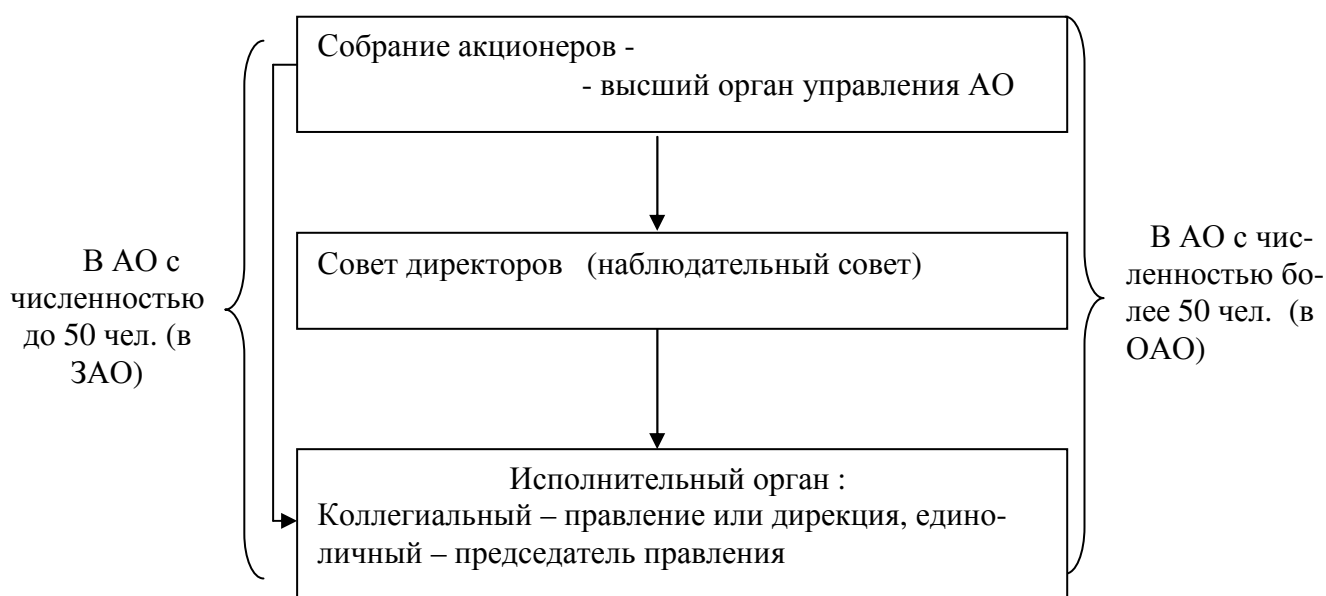 Собрание акционеров -
- высший орган управления АО
Совет директоров (наблюдательный совет)
В АО с
численностью
до 50 чел. (в
ЗАО)
В АО с чис-
ленностью бо-
лее 50 чел. (в
ОАО)
Исполнительный орган :
Коллегиальный – правление или дирекция, едино-
личный – председатель правления